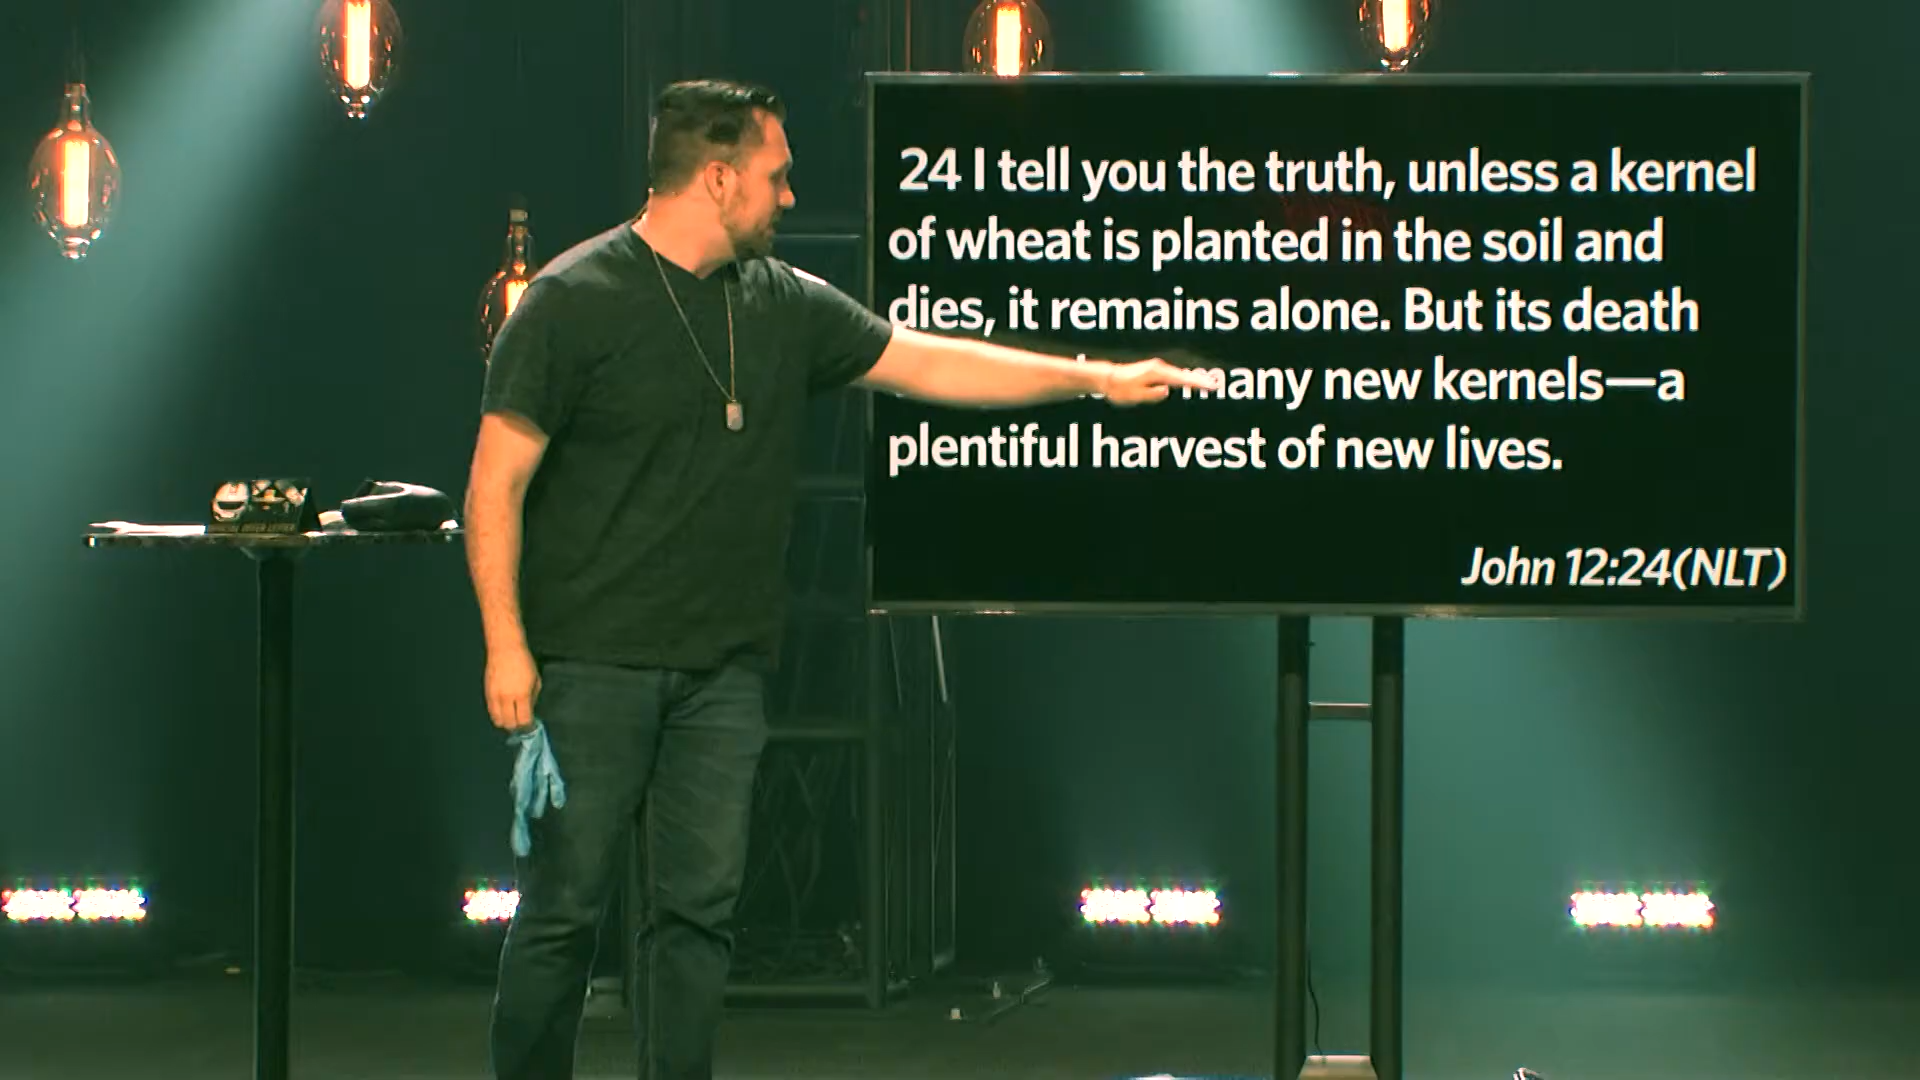 24 I tell you the truth, unless a kernel
of wheat is planted in the soil and
dies, it remains alone. But its death
many new kernels—a
plentiful harvest of new lives.
John 12:24(NLT)